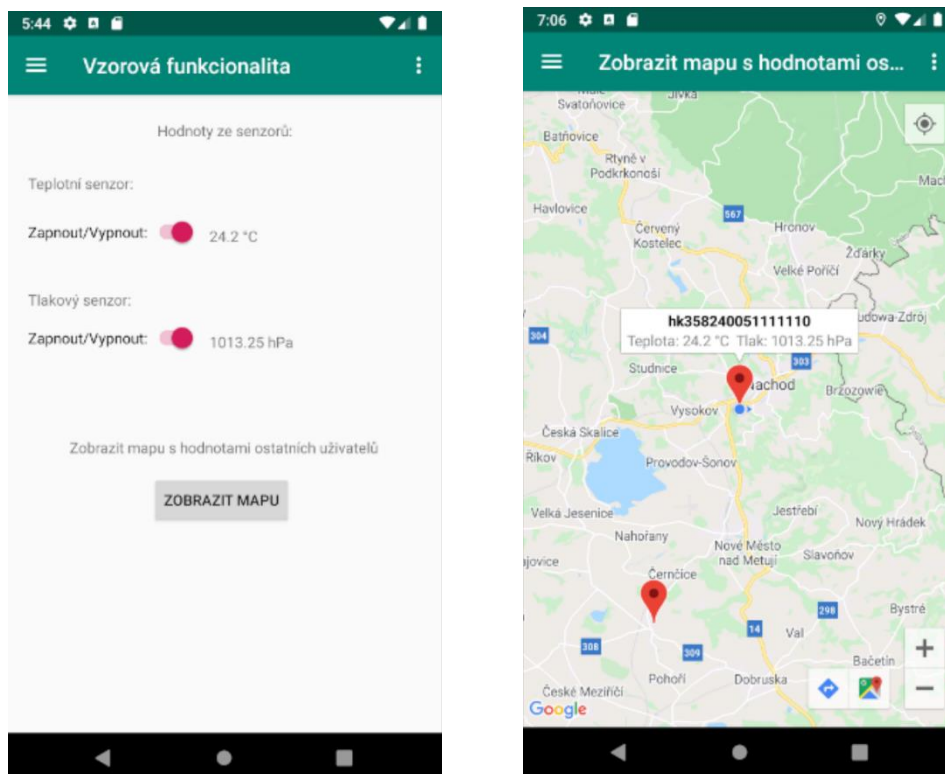 5:44
Vzorová funkcionalita
Hodnoty ze senzorů:
Teplotní senzor:
Zapnout/Vypnout: 24.2 °C
Tlakový senzor:
Zapnout/Vypnout: 1013.25 hPa
Zobrazit mapu s hodnotami ostatních uživatelů
ZOBRAZIT MAPU
7:06
Zobrazit mapu s hodnotami os...
Svatoňovice
Jívka
Batňovice
Rtyně v
Podkrkonoší
Mach
Havlovice
567
Červený
Kostelec
Hronov
Žďárky
Velké Poříčí
hk358240051111110
udowa-Zdrój
Teplota: 24.2 °C Tlak: 1013.25 hPa
304
303
Studnice
Náchod
Brzozowie
Vysokov
Česká Skalice
Říkov
Provodov-Šonov
Velká Jesenice
Jestřebí
Nový Hrádek
Nahořany
Nové Město
nad Metují
Slavoňov
ajovice
Černčice
298
Bystré
14
Val
308
309
Bačetín
Pohoří
Dobruška
České Meziříčí
Google